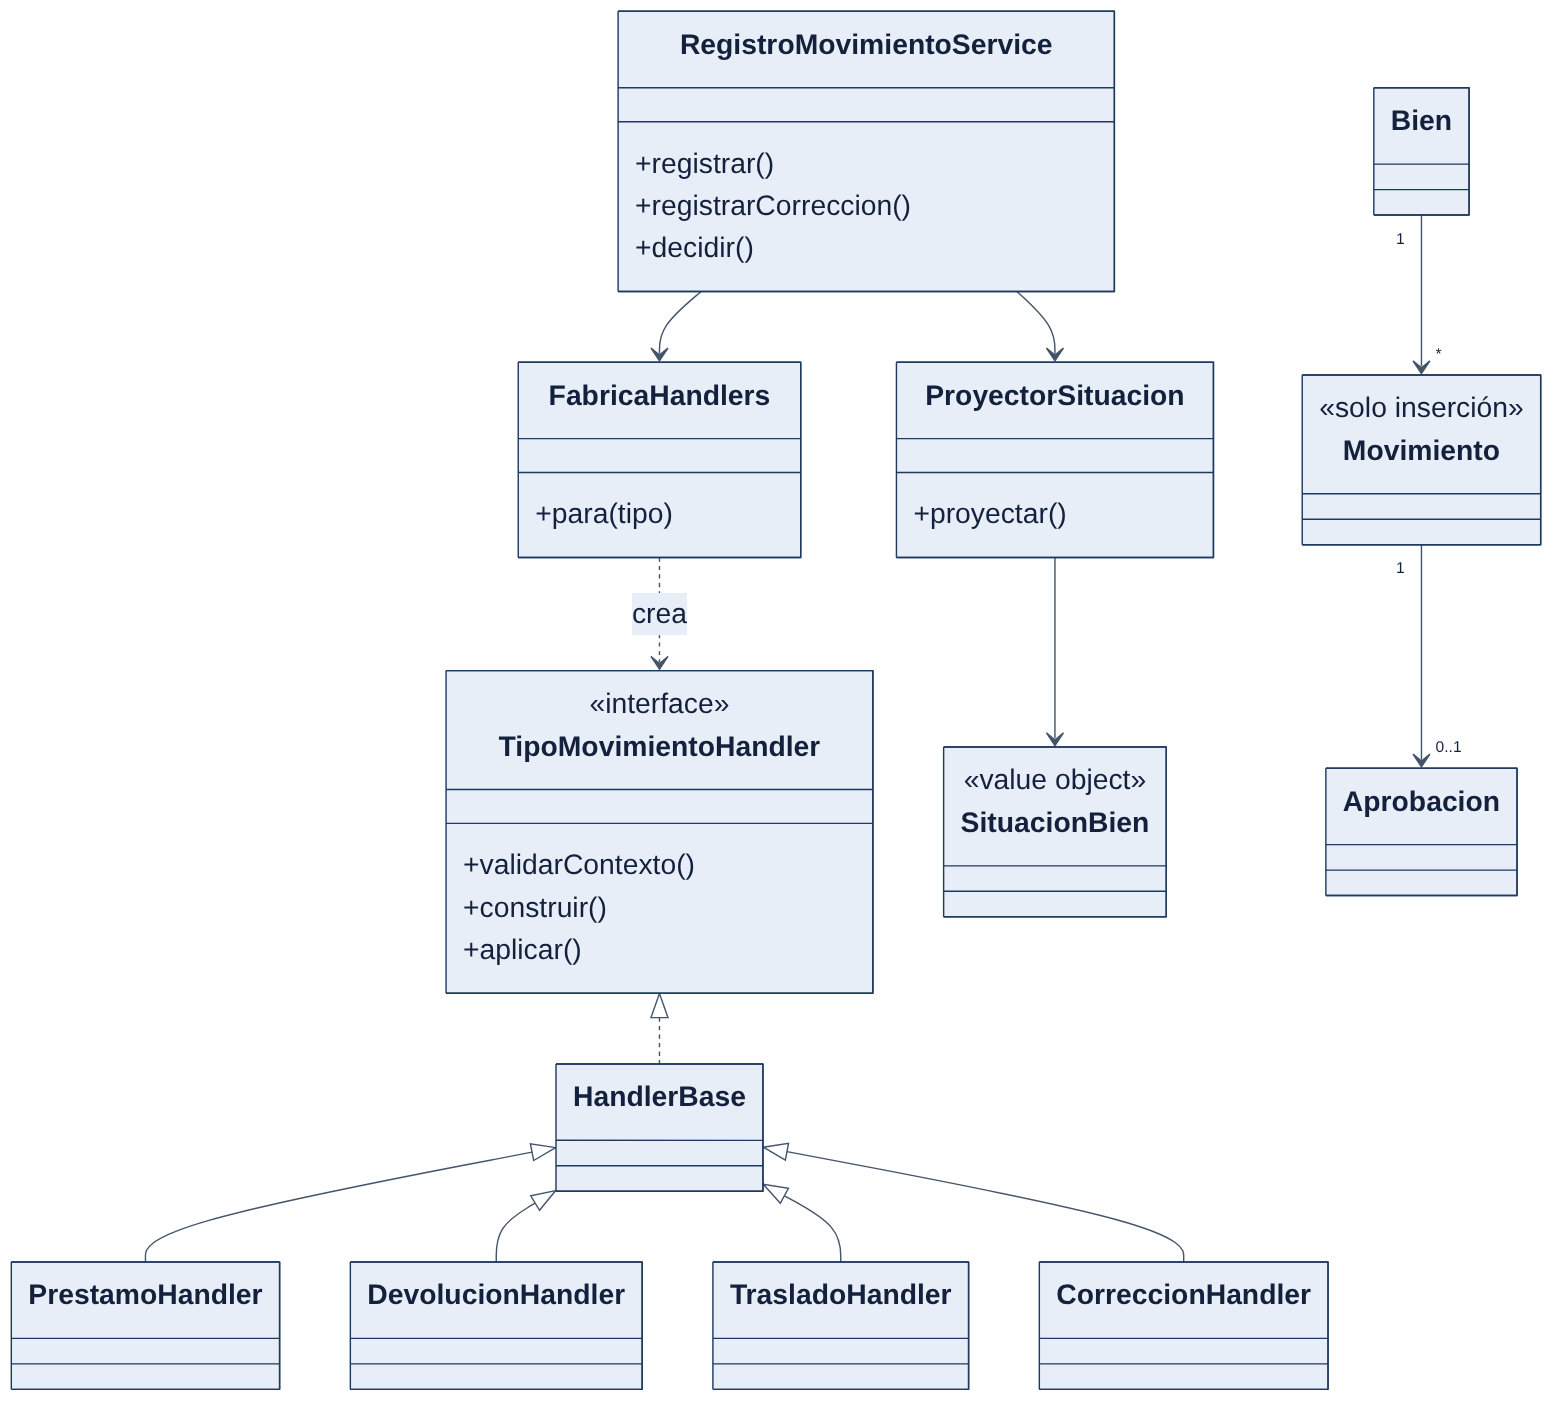 RegistroMovimientoService
+registrar()
+registrarCorreccion()
+decidir()
Bien
1
*
FabricaHandlers
+para(tipo)
ProyectorSituacion
+proyectar()
«solo inserción»
Movimiento
1
0..1
crea
«interface»
TipoMovimientoHandler
+validarContexto()
+construir()
+aplicar()
«value object»
SituacionBien
Aprobacion
HandlerBase
PrestamoHandler
DevolucionHandler
TrasladoHandler
CorreccionHandler